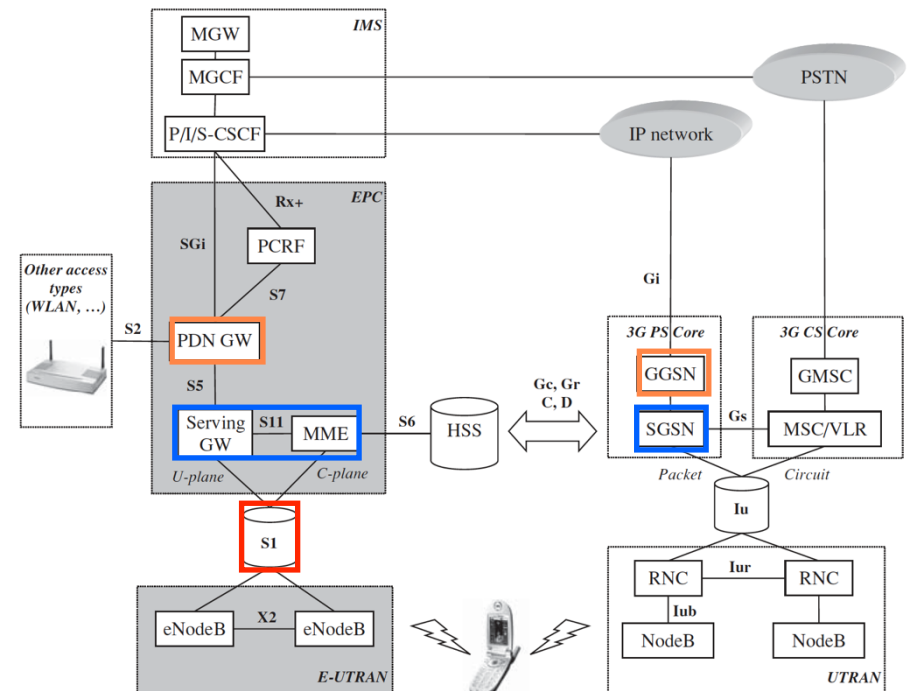 IMS
MGW
MGCF
PSTN
P/I/S-CSCF
IP network
EPC
Rx+
SGi
PCRF
Gi
Other access
types
(WLAN, …)
S7
S2
PDN GW
3G PS Core
3G CS Core
GGSN
GMSC
S5
Gc, Gr
C, D
Serving
GW
S11
MME
S6
HSS
SGSN
Gs
MSC/VLR
U-plane
C-plane
Packet
Circuit
Iu
S1
RNC
Iur
RNC
Iub
eNodeB
X2
eNodeB
NodeB
NodeB
E-UTRAN
UTRAN